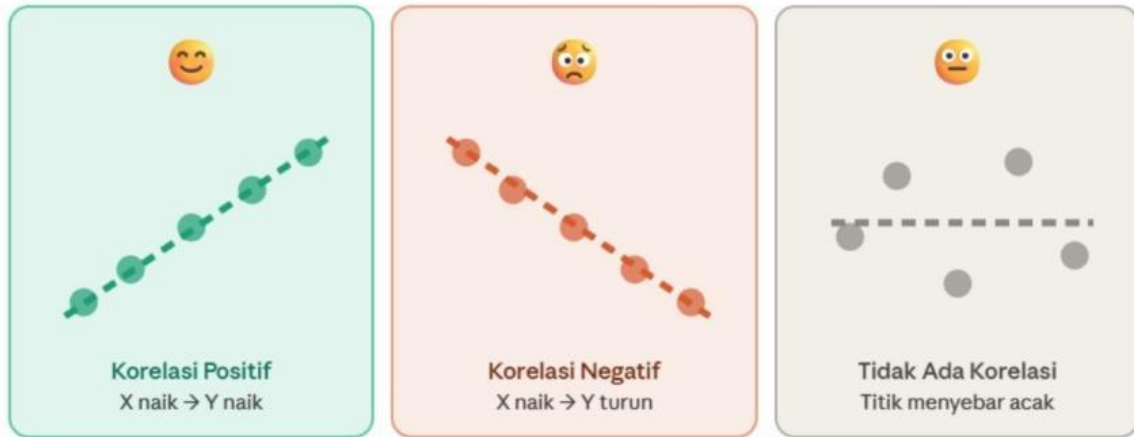 Korelasi Positif
X naik → Y naik
Korelasi Negatif
X naik → Y turun
Tidak Ada Korelasi
Titik menyebar acak